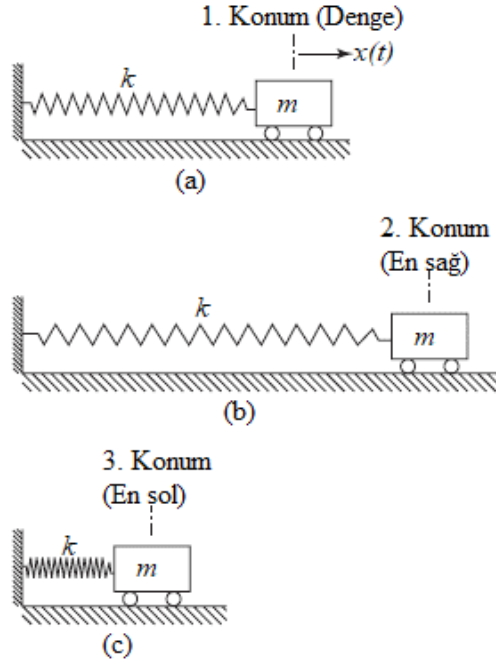 1. Konum (Denge)
x(t)
k
m
(a)
2. Konum
(En sağ)
k
m
(b)
3. Konum
(En sol)
k
m
(c)